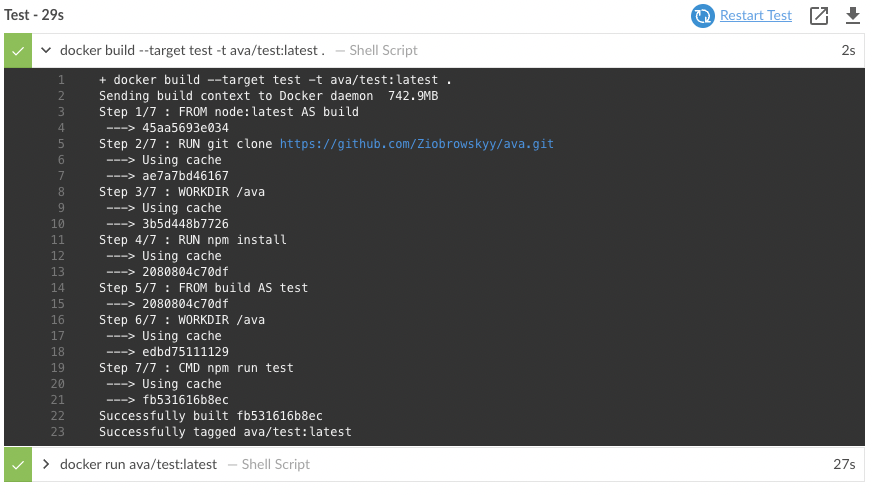 Test - 29s
Restart Test
docker build --target test -t ava/test:latest . — Shell Script 2s
1 + docker build --target test -t ava/test:latest .
2 Sending build context to Docker daemon  742.9MB
3 Step 1/7 : FROM node:latest AS build
4  ---> 45aa5693e034
5 Step 2/7 : RUN git clone https://github.com/Ziobrowskyy/ava.git
6  ---> Using cache
7  ---> ae7a7bd46167
8 Step 3/7 : WORKDIR /ava
9  ---> Using cache
10  ---> 3b5d448b7726
11 Step 4/7 : RUN npm install
12  ---> Using cache
13  ---> 2080804c70df
14 Step 5/7 : FROM build AS test
15  ---> 2080804c70df
16 Step 6/7 : WORKDIR /ava
17  ---> Using cache
18  ---> edbd75111129
19 Step 7/7 : CMD npm run test
20  ---> Using cache
21  ---> fb531616b8ec
22 Successfully built fb531616b8ec
23 Successfully tagged ava/test:latest
docker run ava/test:latest — Shell Script 27s